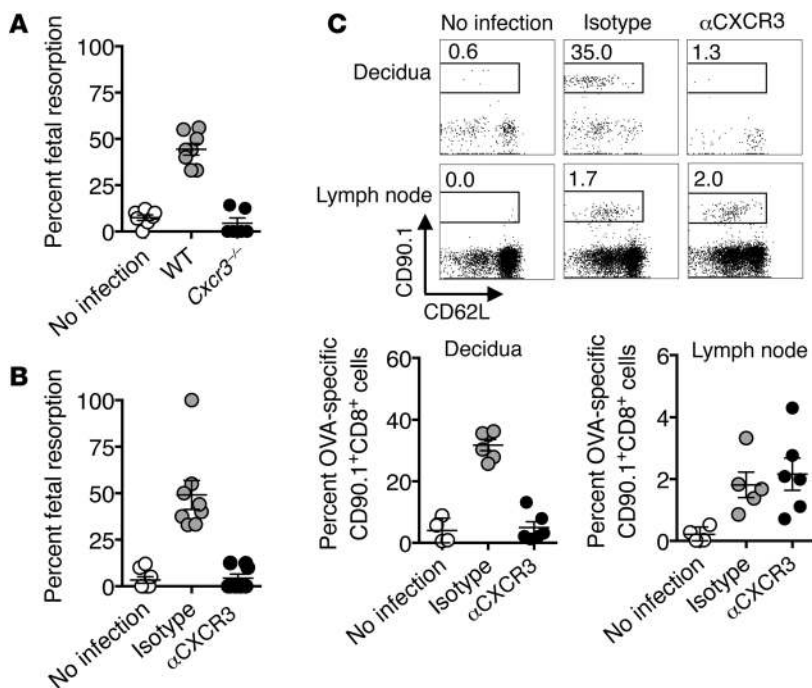 A
Percent fetal resorption
100
75
50
25
0
No infection
WT
Cxcr3⁻/⁻
B
Percent fetal resorption
100
75
50
25
0
No infection
Isotype
αCXCR3
C
No infection Isotype αCXCR3
Decidua
0.6 35.0 1.3
Lymph node
0.0 1.7 2.0
CD90.1
CD62L
Decidua
Percent OVA-specific
CD90.1⁺CD8⁺ cells
60
40
20
0
No infection
Isotype
αCXCR3
Lymph node
Percent OVA-specific
CD90.1⁺CD8⁺ cells
6
4
2
0
No infection
Isotype
αCXCR3